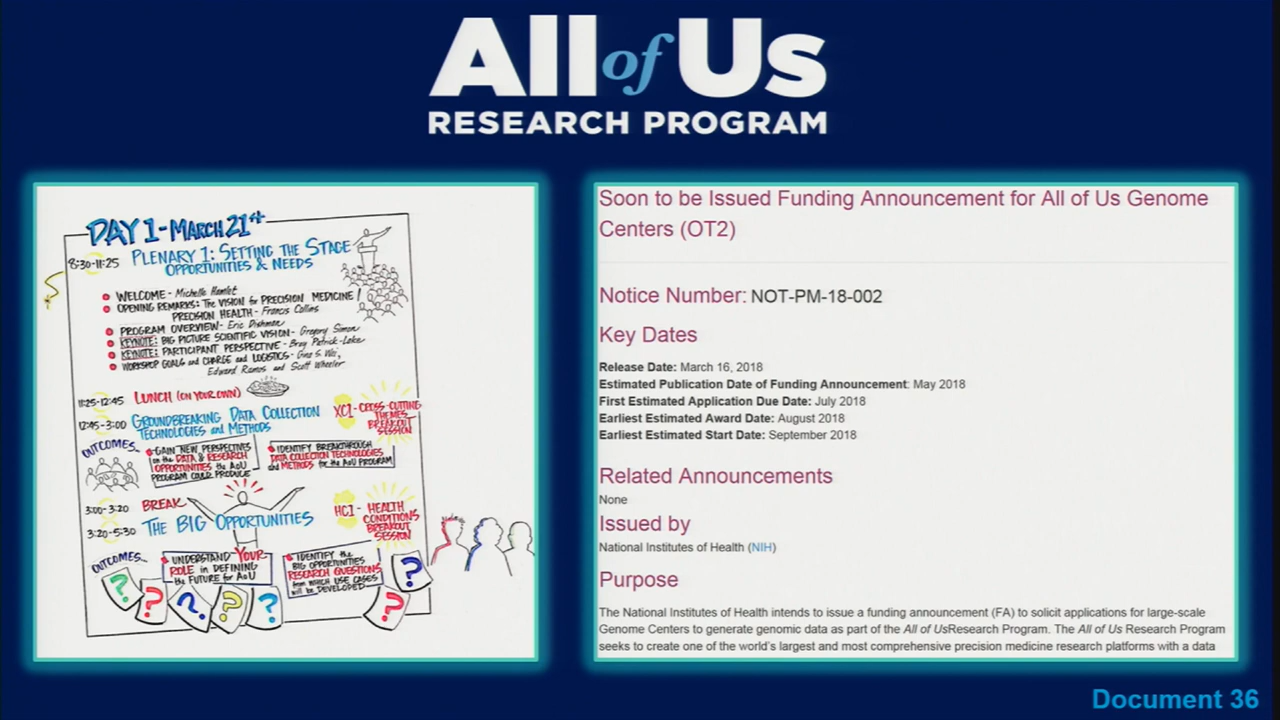 All of Us
RESEARCH PROGRAM
DAY 1 - MARCH 21st
8:30-11:25
PLENARY 1: SETTING THE STAGE
OPPORTUNITIES & NEEDS
WELCOME - Michelle Hamlet
OPENING REMARKS: THE VISION FOR PRECISION MEDICINE/
PRECISION HEALTH - Francis Collins
PROGRAM OVERVIEW - Eric Dishman
KEYNOTE: BIG PICTURE SCIENTIFIC VISION - Gregory Simon
KEYNOTE: PARTICIPANT PERSPECTIVE - Bray Patrick-Lake
WORKSHOP GOALS and CHARGE and LOGISTICS - Gina S. Wei,
Edward Ramos and Scott Wheeler
11:25-12:45
LUNCH (ON YOUR OWN)
12:45-3:00
GROUNDBREAKING DATA COLLECTION
TECHNOLOGIES and METHODS
XC1 - CROSS-CUTTING
THEMES
BREAKOUT
SESSION
OUTCOMES...
GAIN NEW PERSPECTIVES
on the DATA & RESEARCH
OPPORTUNITIES the AoU
PROGRAM COULD PRODUCE
IDENTIFY BREAKTHROUGH
DATA COLLECTION TECHNOLOGIES
and METHODS for the AoU PROGRAM
3:00-3:20
BREAK
3:20-5:30
THE BIG OPPORTUNITIES
HC1 - HEALTH
CONDITIONS
BREAKOUT
SESSION
OUTCOMES...
UNDERSTAND YOUR
ROLE in DEFINING
the FUTURE for AoU
IDENTIFY the
BIG OPPORTUNITIES
RESEARCH QUESTIONS
from WHICH USE CASES
will be DEVELOPED
? ? ? ? ? ? ?
Soon to be Issued Funding Announcement for All of Us Genome
Centers (OT2)
Notice Number: NOT-PM-18-002
Key Dates
Release Date: March 16, 2018
Estimated Publication Date of Funding Announcement: May 2018
First Estimated Application Due Date: July 2018
Earliest Estimated Award Date: August 2018
Earliest Estimated Start Date: September 2018
Related Announcements
None
Issued by
National Institutes of Health (NIH)
Purpose
The National Institutes of Health intends to issue a funding announcement (FA) to solicit applications for large-scale
Genome Centers to generate genomic data as part of the All of UsResearch Program. The All of Us Research Program
seeks to create one of the world's largest and most comprehensive precision medicine research platforms with a data
Document 36